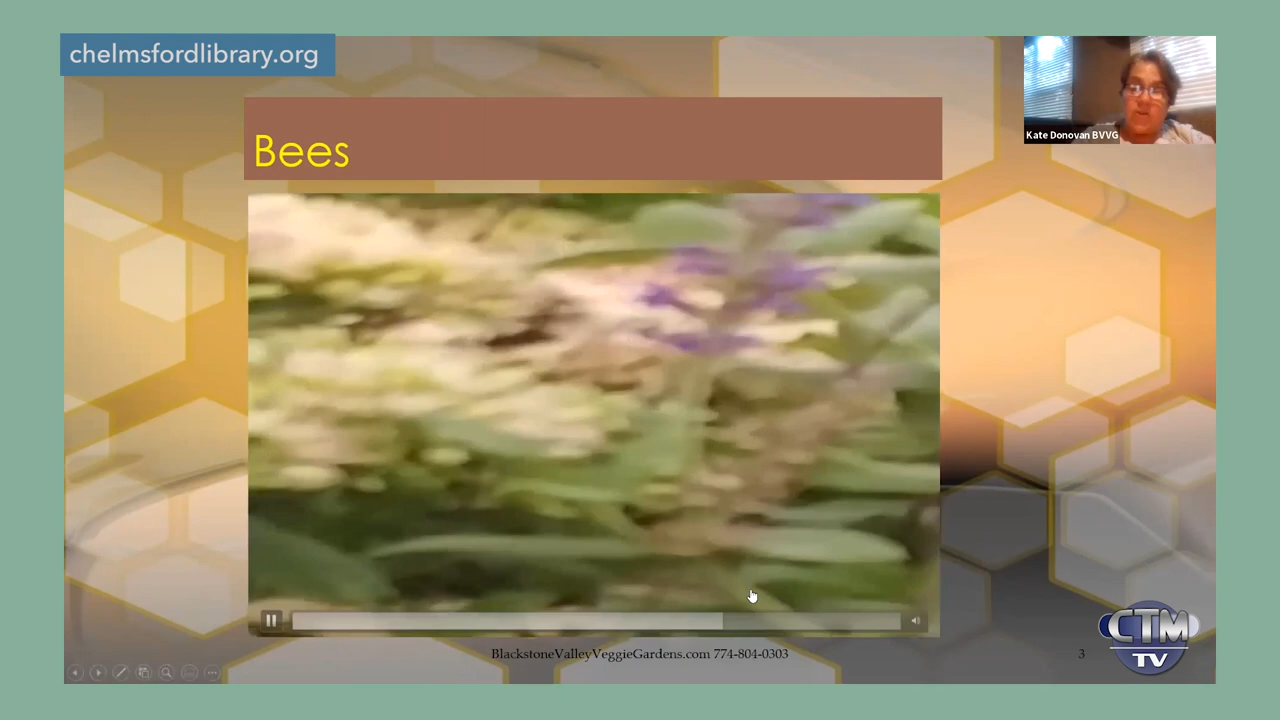 chelmsfordlibrary.org
Kate Donovan BVVG
Bees
BlackstoneValleyVeggieGardens.com 774-804-0303
3
CTM
TV